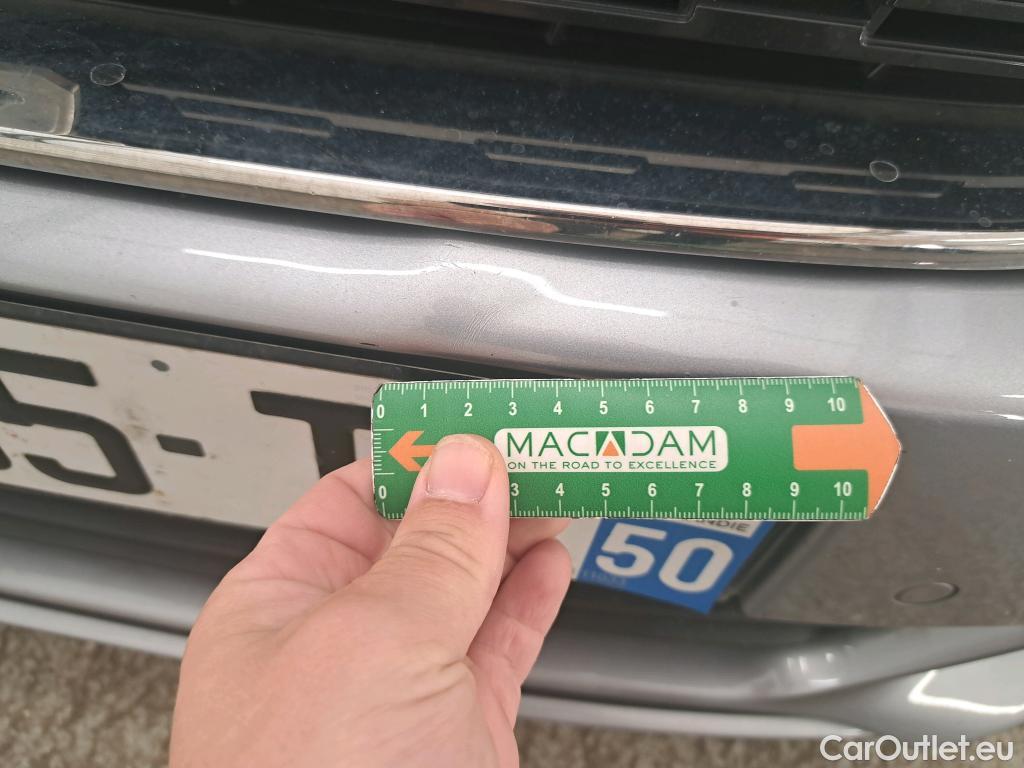 5-T
0 1 2 3 4 5 6 7 8 9 10
MACADAM
ON THE ROAD TO EXCELLENCE
0 3 4 5 6 7 8 9 10
50
CarOutlet.eu